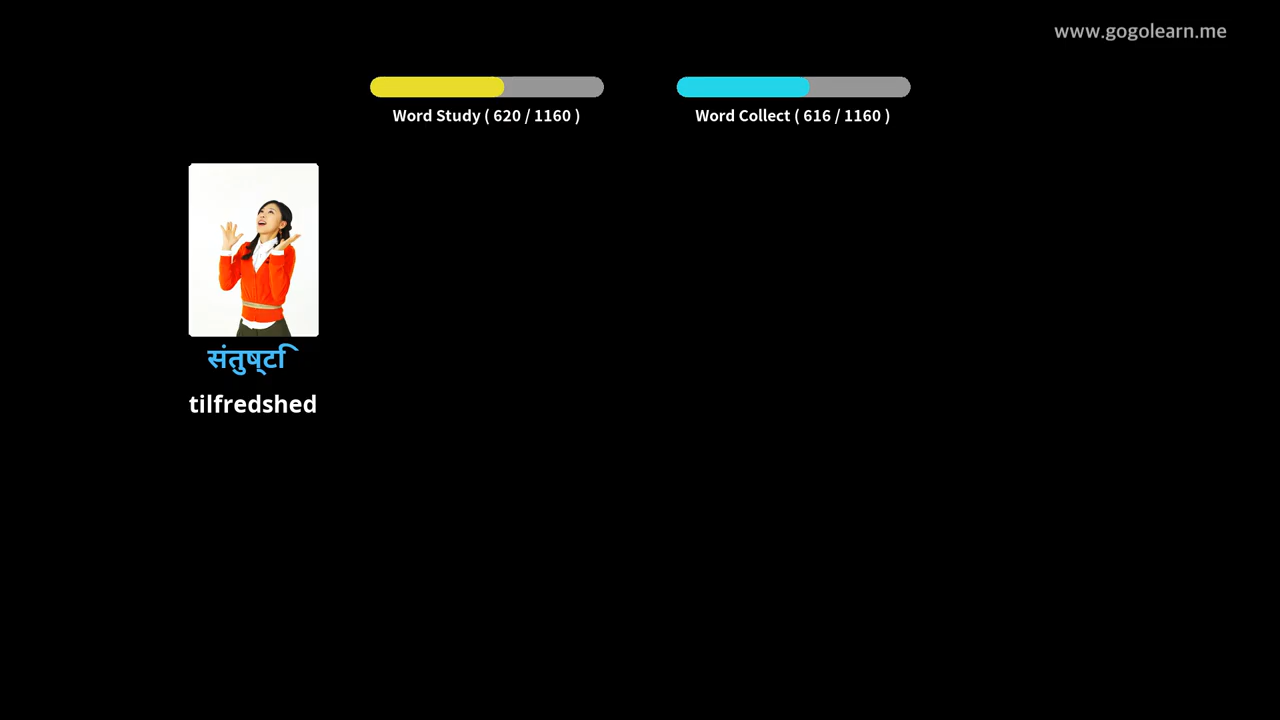 www.gogolearn.me
Word Study ( 620 / 1160 )
Word Collect ( 616 / 1160 )
संतुष्टि
tilfredshed